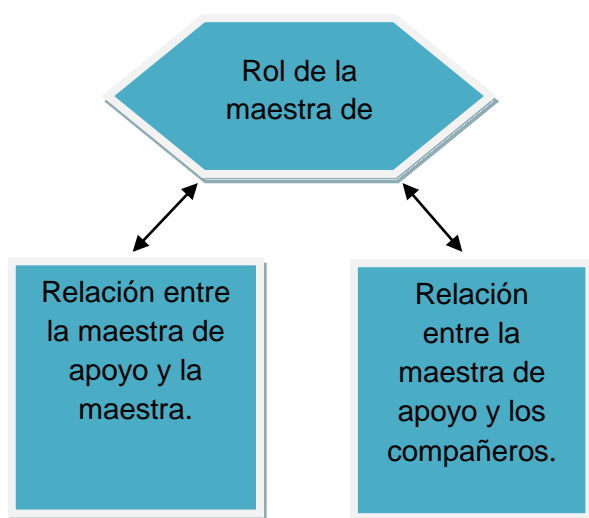 Rol de la
maestra de
Relación entre
la maestra de
apoyo y la
maestra.
Relación
entre la
maestra de
apoyo y los
compañeros.